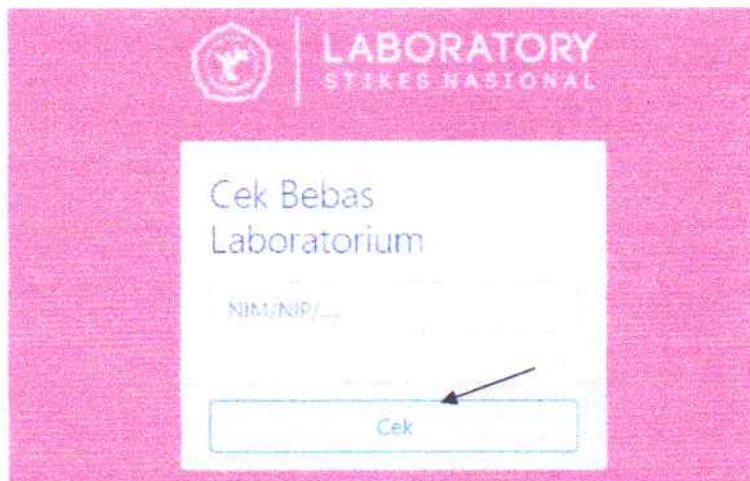 LABORATORY
STIKES NASIONAL
Cek Bebas
Laboratorium
NIM/NIP/....
Cek